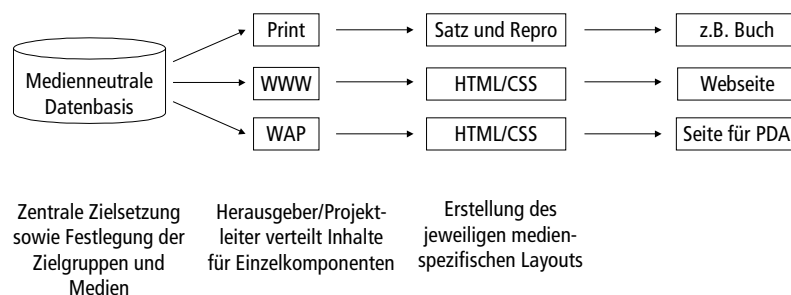 Medienneutrale
Datenbasis
Print
Satz und Repro
z.B. Buch
WWW
HTML/CSS
Webseite
WAP
HTML/CSS
Seite für PDA
Zentrale Zielsetzung
sowie Festlegung der
Zielgruppen und
Medien
Herausgeber/Projekt-
leiter verteilt Inhalte
für Einzelkomponenten
Erstellung des
jeweiligen medien-
spezifischen Layouts